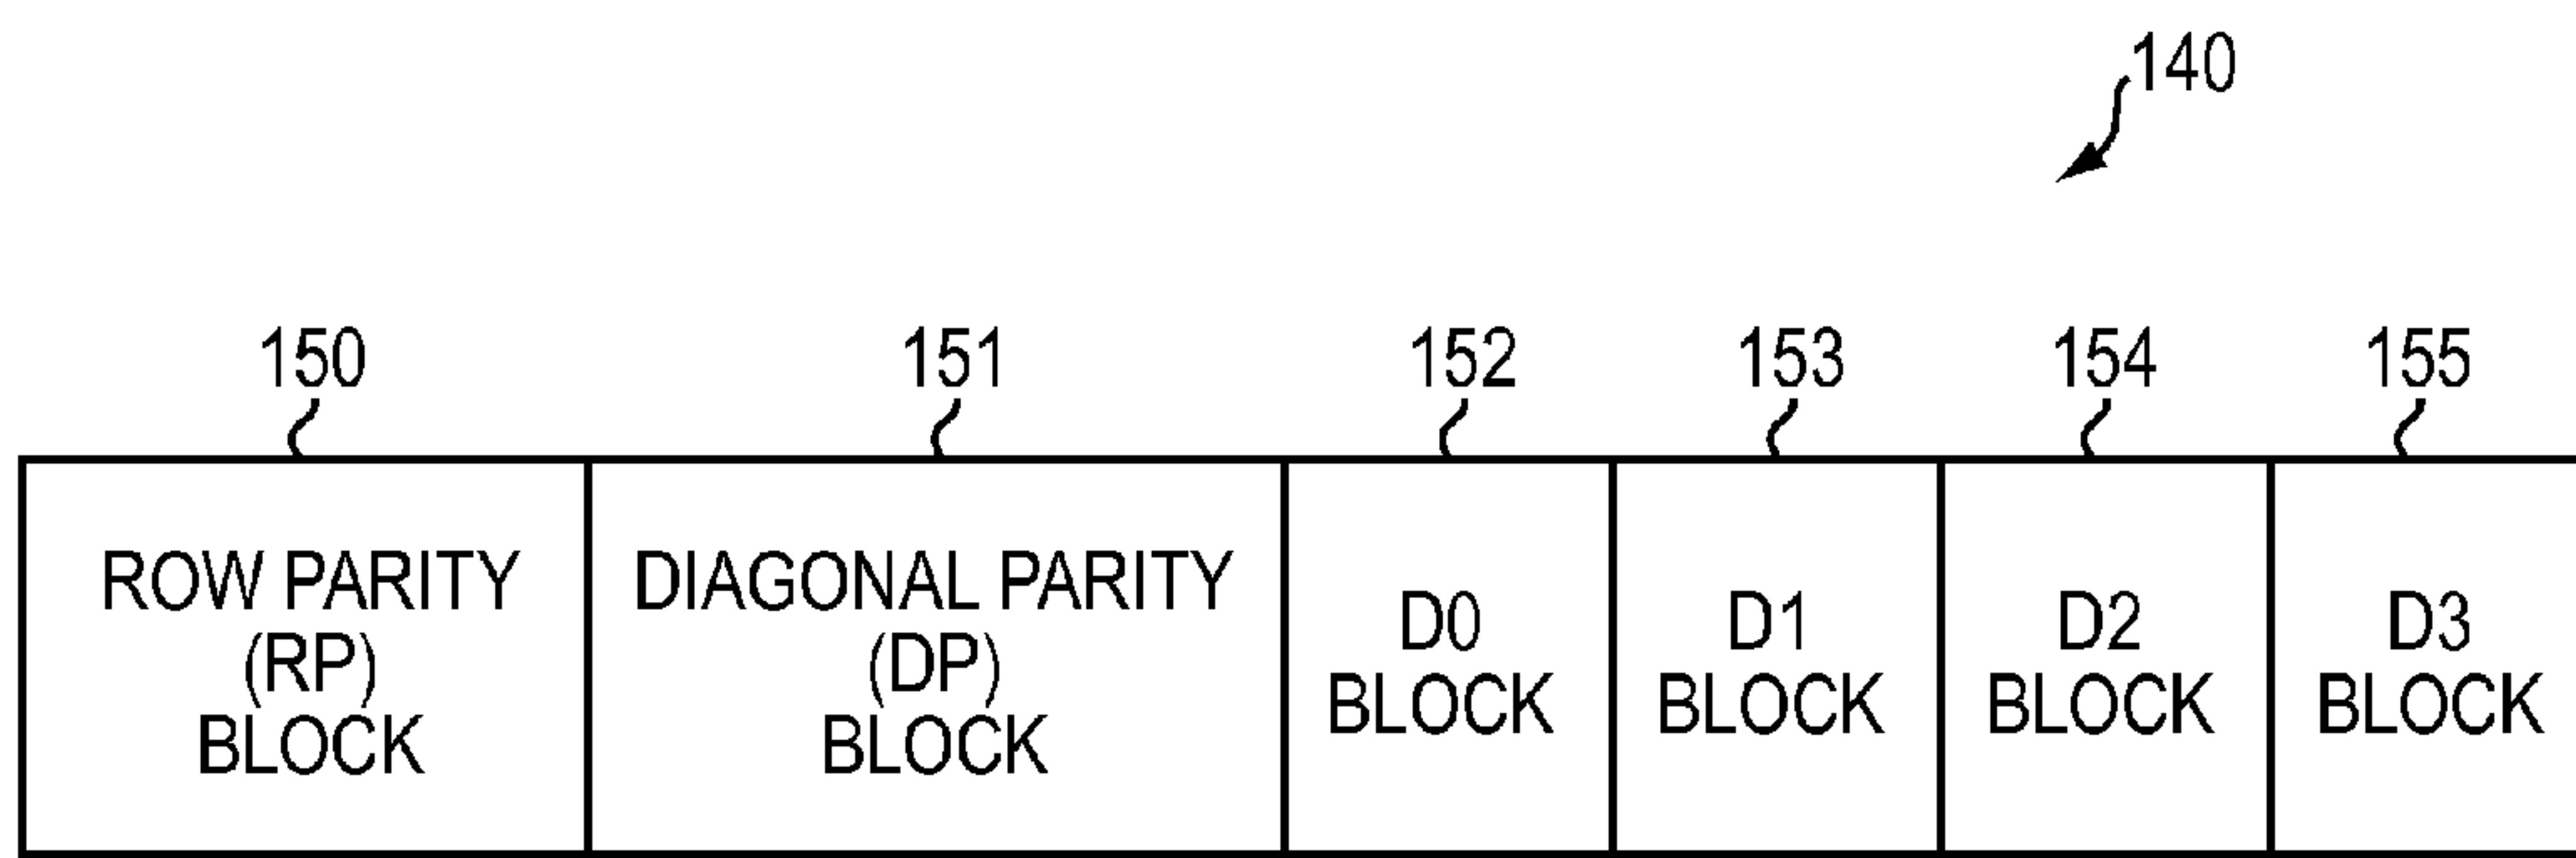 140
150 151 152 153 154 155
ROW PARITY
(RP)
BLOCK
DIAGONAL PARITY
(DP)
BLOCK
D0
BLOCK
D1
BLOCK
D2
BLOCK
D3
BLOCK